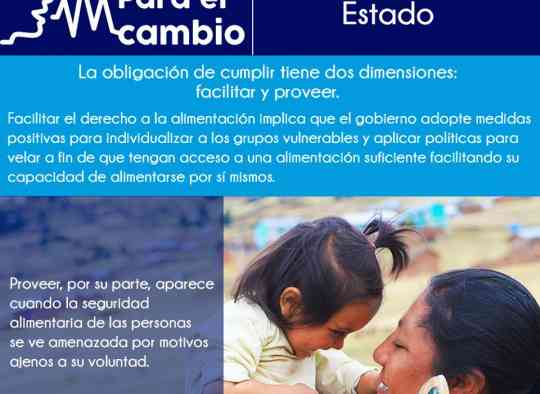 Para el
cambio
Estado
La obligación de cumplir tiene dos dimensiones:
facilitar y proveer.
Facilitar el derecho a la alimentación implica que el gobierno adopte medidas
positivas para individualizar a los grupos vulnerables y aplicar políticas para
velar a fin de que tengan acceso a una alimentación suficiente facilitando su
capacidad de alimentarse por sí mismos.
Proveer, por su parte, aparece
cuando la seguridad
alimentaria de las personas
se ve amenazada por motivos
ajenos a su voluntad.